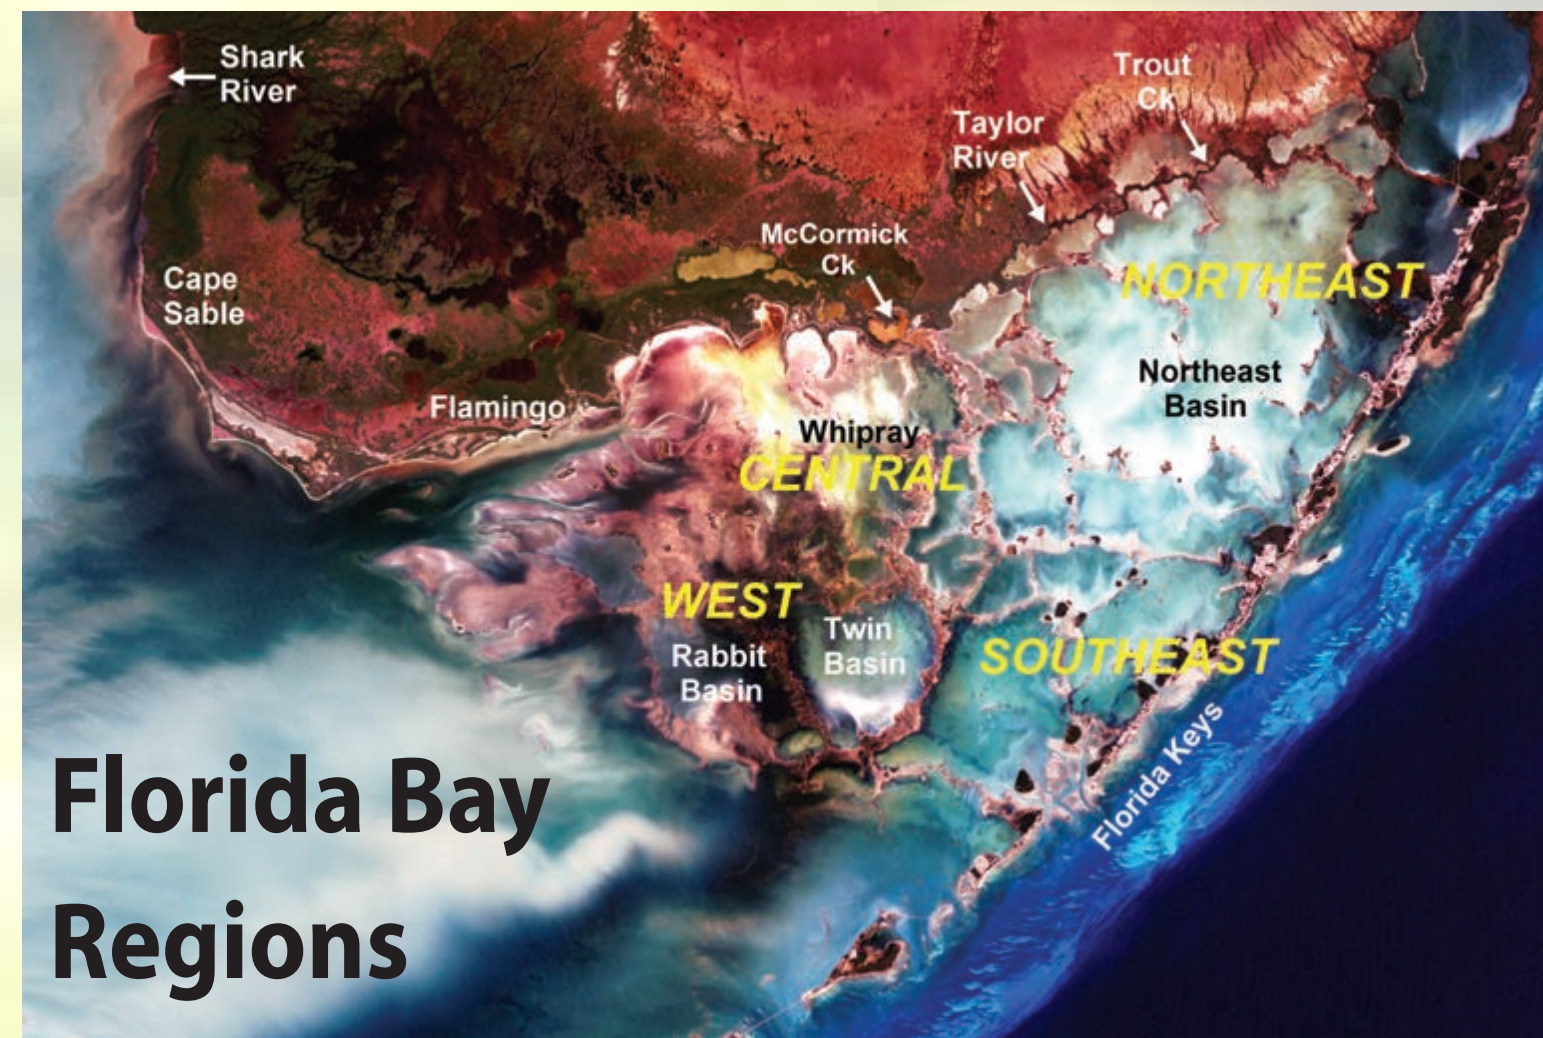 Shark
River
Trout
Ck
Taylor
River
McCormick
Ck
Cape
Sable
NORTHEAST
Northeast
Basin
Flamingo
Whipray
CENTRAL
WEST
Rabbit
Basin
Twin
Basin
SOUTHEAST
Florida Keys
Florida Bay
Regions